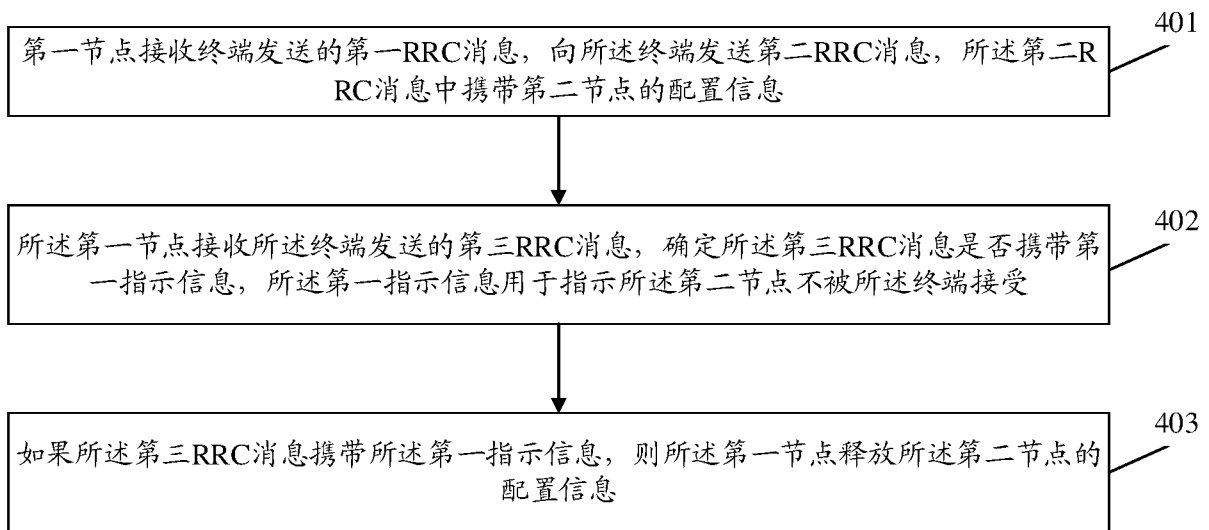 401
第一节点接收终端发送的第一RRC消息，向所述终端发送第二RRC消息，所述第二R
RC消息中携带第二节点的配置信息
402
所述第一节点接收所述终端发送的第三RRC消息，确定所述第三RRC消息是否携带第
一指示信息，所述第一指示信息用于指示所述第二节点不被所述终端接受
403
如果所述第三RRC消息携带所述第一指示信息，则所述第一节点释放所述第二节点的
配置信息